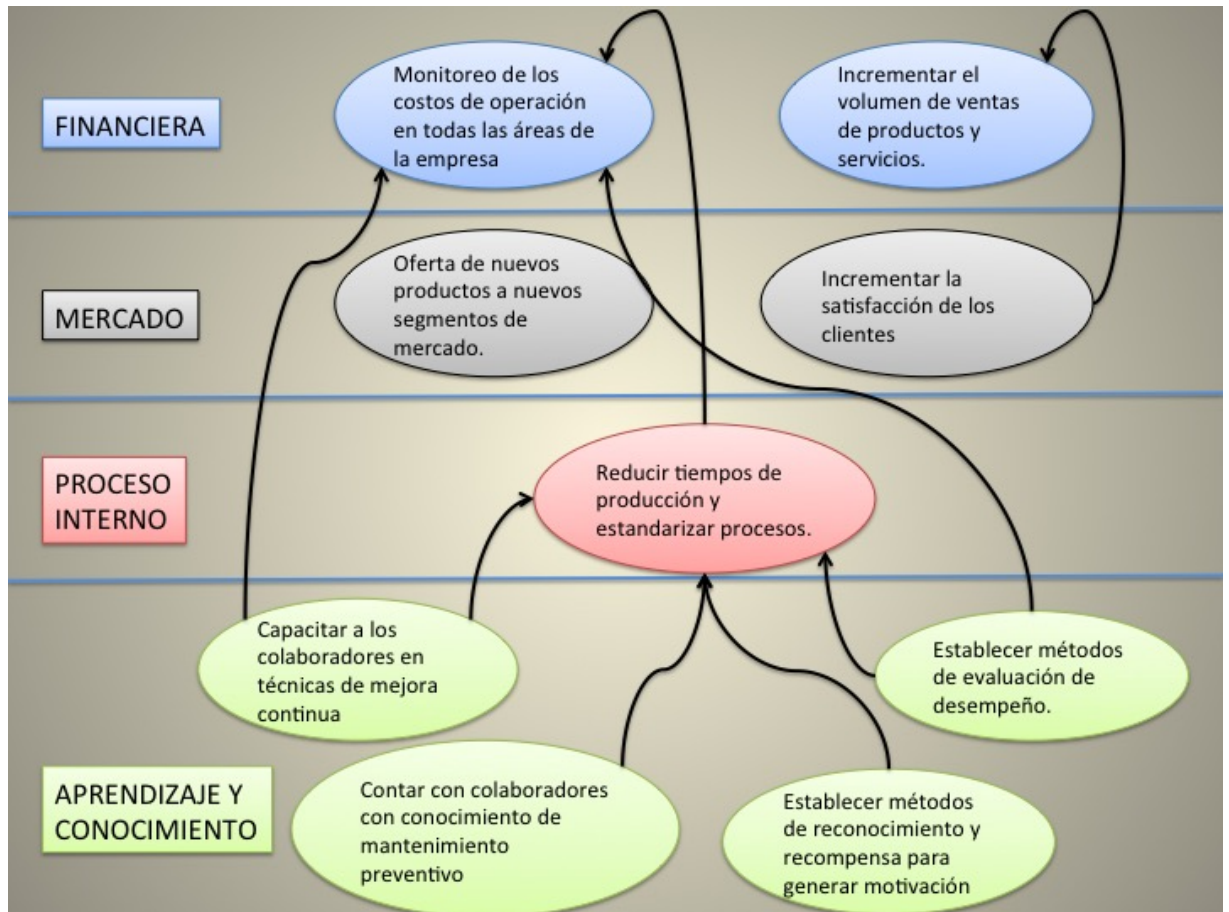 FINANCIERA
Monitoreo de los
costos de operación
en todas las áreas de
la empresa
Incrementar el
volumen de ventas
de productos y
servicios.
MERCADO
Oferta de nuevos
productos a nuevos
segmentos de
mercado.
Incrementar la
satisfacción de los
clientes
PROCESO
INTERNO
Reducir tiempos de
producción y
estandarizar procesos.
Capacitar a los
colaboradores en
técnicas de mejora
continua
Establecer métodos
de evaluación de
desempeño.
APRENDIZAJE Y
CONOCIMIENTO
Contar con colaboradores
con conocimiento de
mantenimiento
preventivo
Establecer métodos
de reconocimiento y
recompensa para
generar motivación